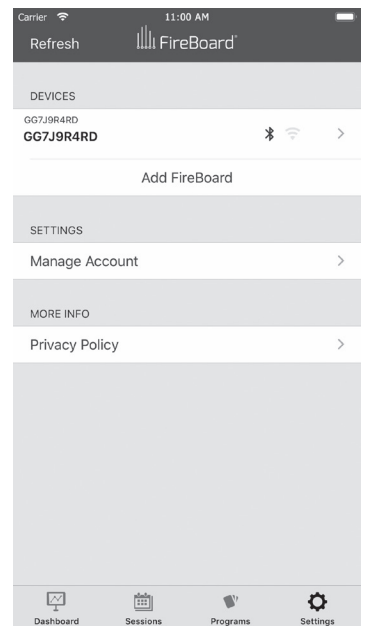 Carrier 11:00 AM
Refresh FireBoard
DEVICES
GG7J9R4RD
GG7J9R4RD
Add FireBoard
SETTINGS
Manage Account
MORE INFO
Privacy Policy
Dashboard Sessions Programs Settings